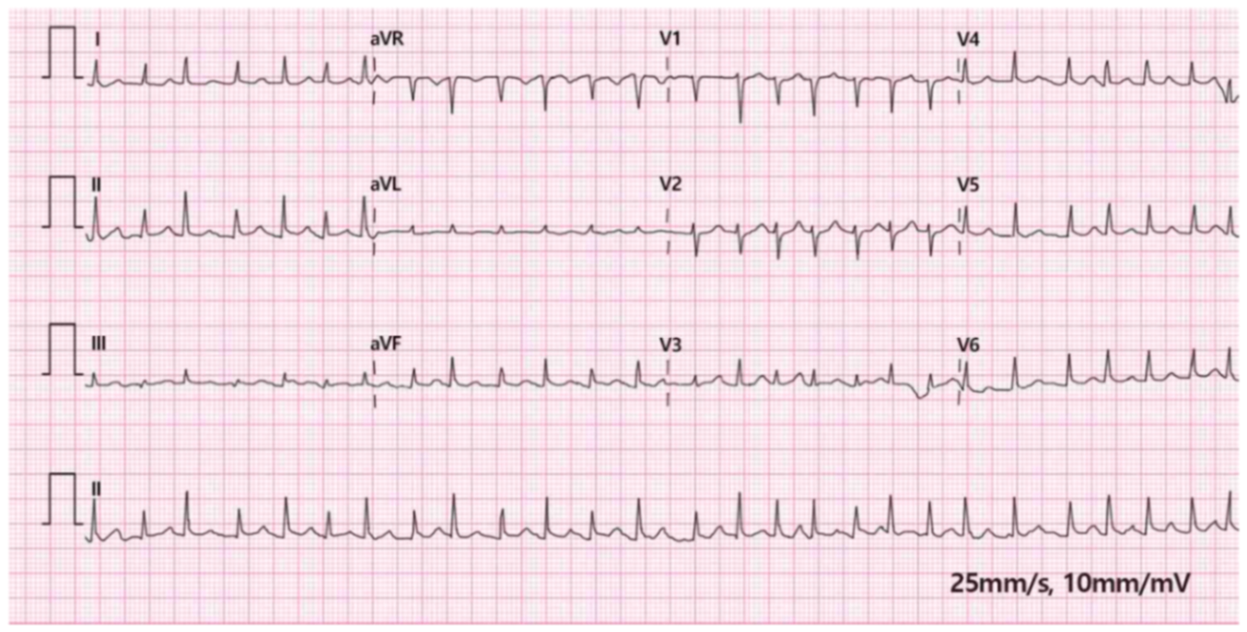 I aVR V1 V4
II aVL V2 V5
III aVF V3 V6
II
25mm/s, 10mm/mV